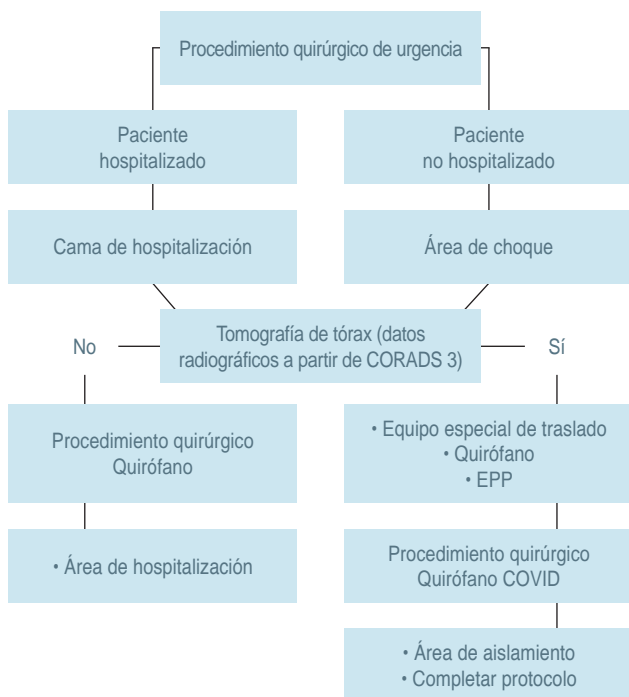 Procedimiento quirúrgico de urgencia
Paciente
hospitalizado
Paciente
no hospitalizado
Cama de hospitalización
Área de choque
Tomografía de tórax (datos
radiográficos a partir de CORADS 3)
No
Sí
Procedimiento quirúrgico
Quirófano
• Equipo especial de traslado
• Quirófano
• EPP
• Área de hospitalización
Procedimiento quirúrgico
Quirófano COVID
• Área de aislamiento
• Completar protocolo